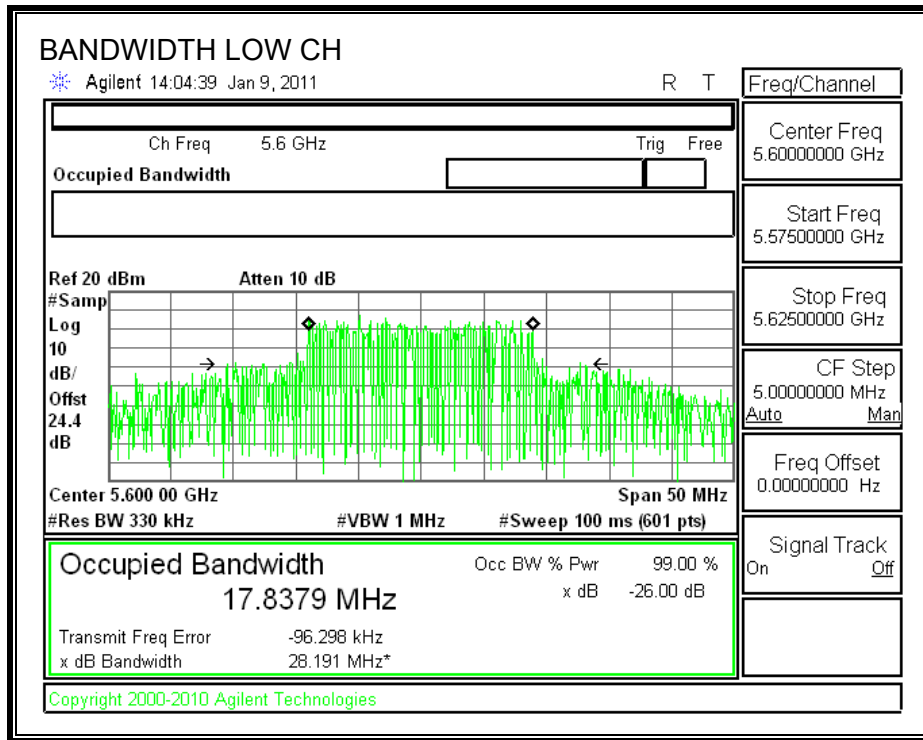 BANDWIDTH LOW CH
Agilent 14:04:39 Jan 9, 2011 R T
Freq/Channel
Ch Freq 5.6 GHz Trig Free
Occupied Bandwidth
Center Freq
5.60000000 GHz
Start Freq
5.57500000 GHz
Stop Freq
5.62500000 GHz
CF Step
5.00000000 MHz
Auto Man
Freq Offset
0.00000000 Hz
Signal Track
On Off
Ref 20 dBm Atten 10 dB
#Samp
Log
10
dB/
Offst
24.4
dB
Center 5.600 00 GHz Span 50 MHz
#Res BW 330 kHz #VBW 1 MHz #Sweep 100 ms (601 pts)
Occupied Bandwidth Occ BW % Pwr 99.00 %
17.8379 MHz x dB -26.00 dB
Transmit Freq Error -96.298 kHz
x dB Bandwidth 28.191 MHz*
Copyright 2000-2010 Agilent Technologies